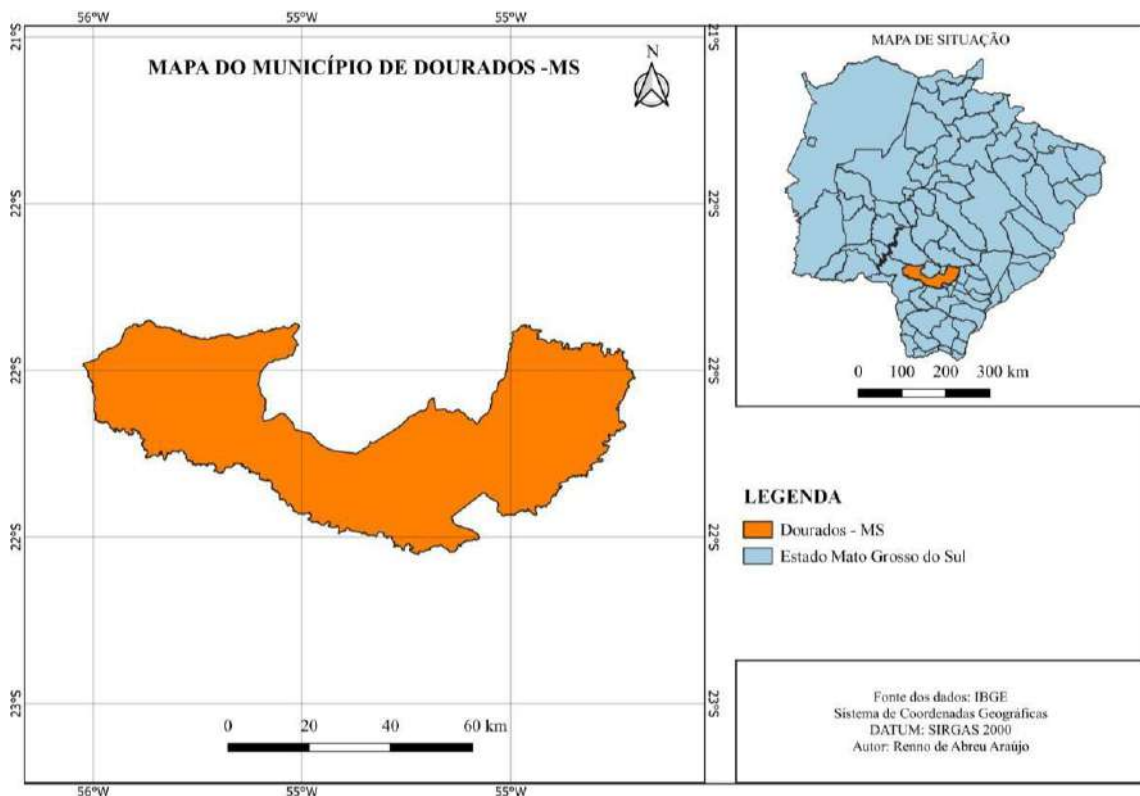 56°W 55°W 55°W
21°S 21°S
MAPA DO MUNICÍPIO DE DOURADOS -MS
N
22°S 22°S
22°S 22°S
22°S 22°S
23°S 23°S
0 20 40 60 km
56°W 55°W 55°W
MAPA DE SITUAÇÃO
0 100 200 300 km
LEGENDA
Dourados - MS
Estado Mato Grosso do Sul
Fonte dos dados: IBGE
Sistema de Coordenadas Geográficas
DATUM: SIRGAS 2000
Autor: Renno de Abreu Araújo